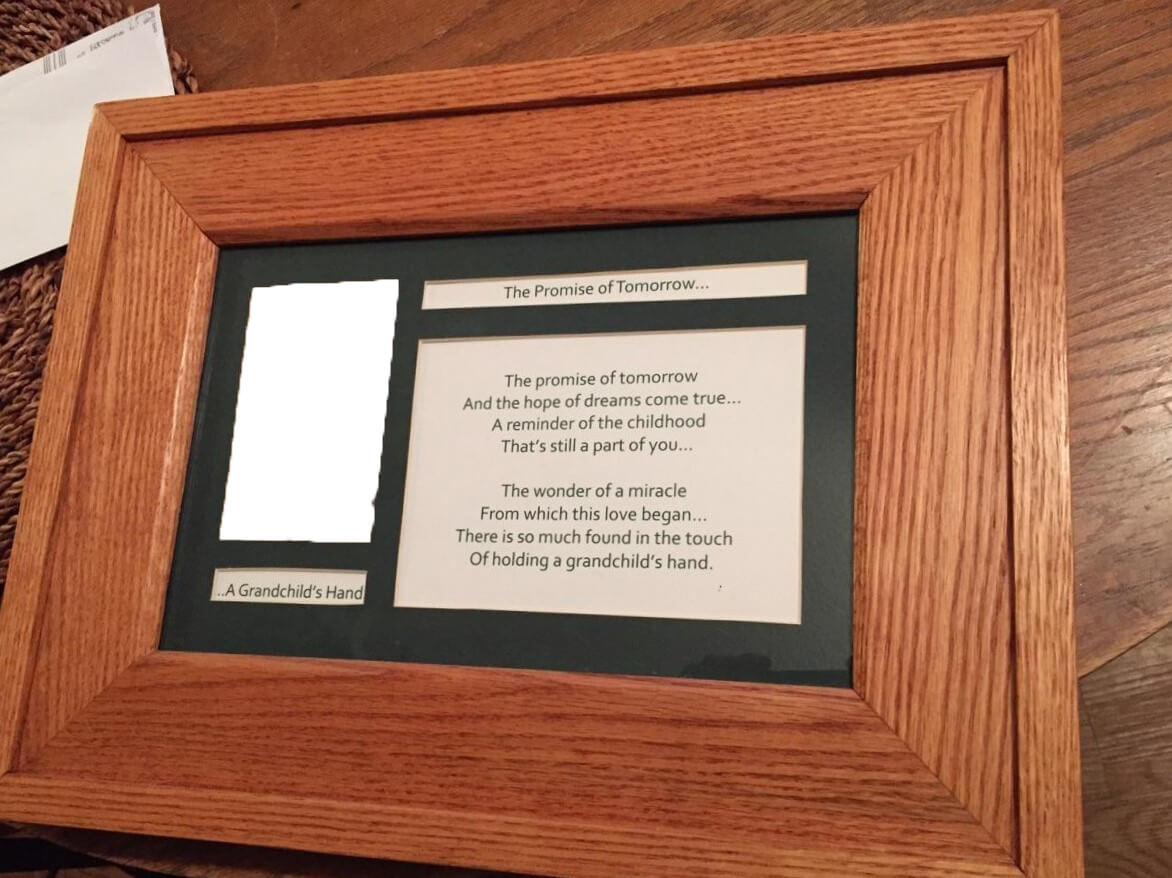 The Promise of Tomorrow...
The promise of tomorrow
And the hope of dreams come true...
A reminder of the childhood
That's still a part of you...
The wonder of a miracle
From which this love began...
There is so much found in the touch
Of holding a grandchild's hand.
..A Grandchild's Hand